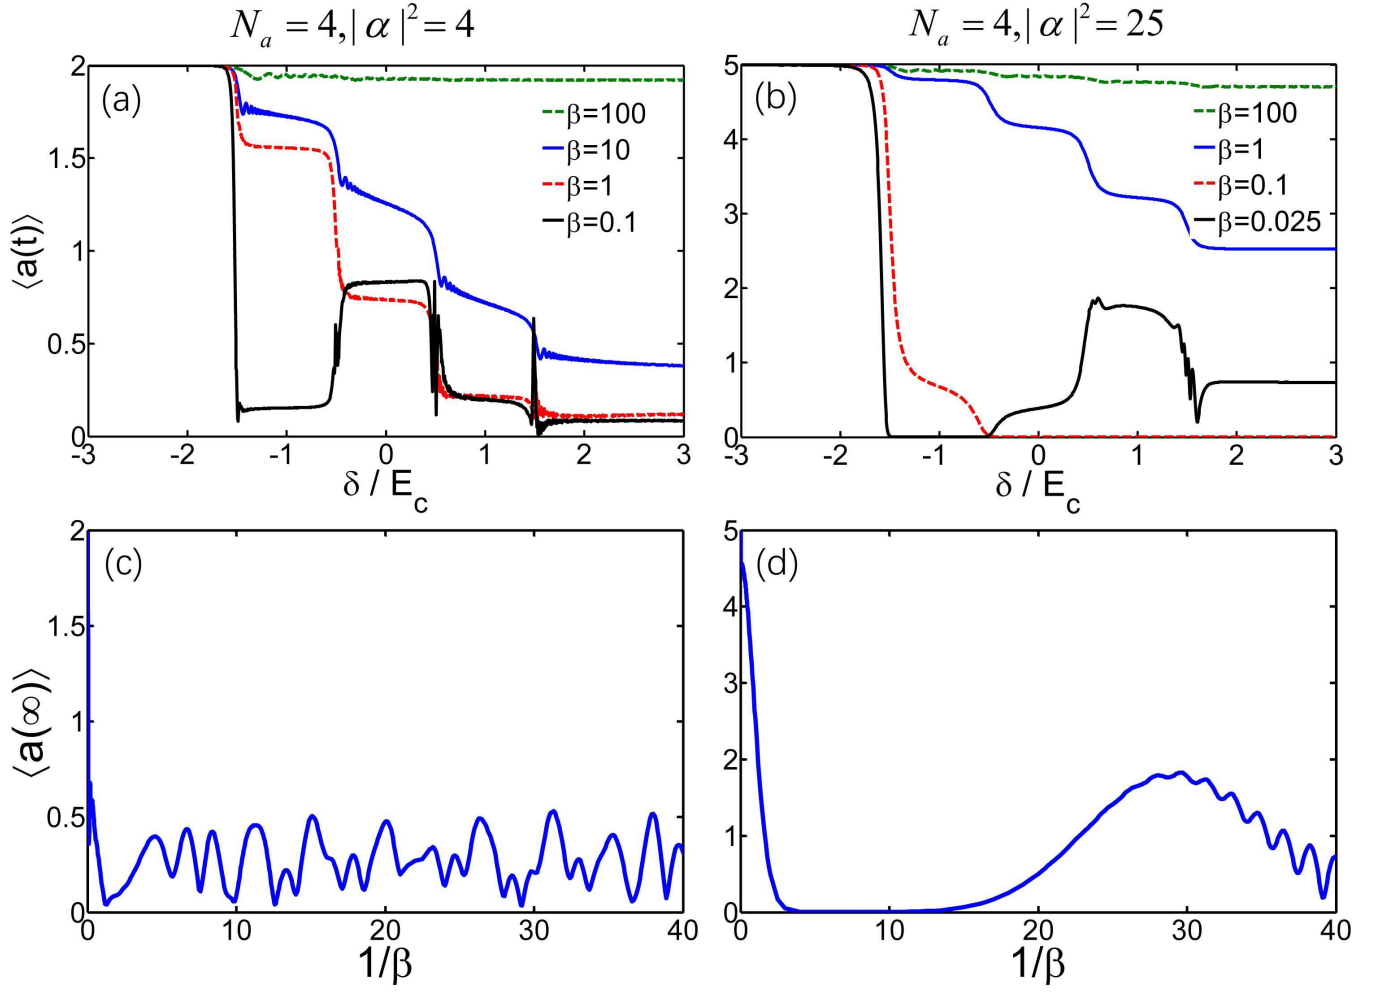 N_a = 4, |α|² = 4
N_a = 4, |α|² = 25
(a)
⟨a(t)⟩
2
1.5
1
0.5
0
β=100
β=10
β=1
β=0.1
-3 -2 -1 0 1 2 3
δ / E_c
(b)
5
4
3
2
1
0
β=100
β=1
β=0.1
β=0.025
-3 -2 -1 0 1 2 3
δ / E_c
(c)
⟨a(∞)⟩
2
1.5
1
0.5
0
0 10 20 30 40
1/β
(d)
5
4
3
2
1
0
0 10 20 30 40
1/β